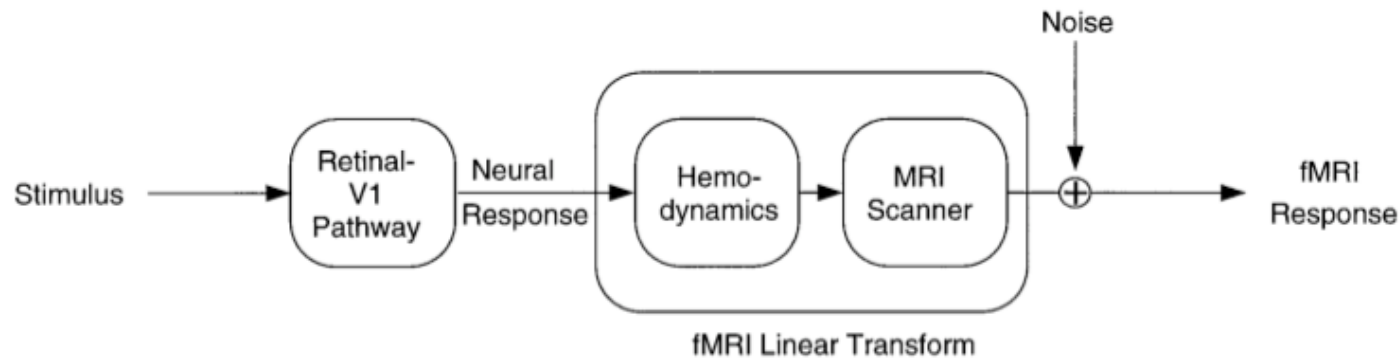 Noise
Stimulus
Retinal-
V1
Pathway
Neural
Response
Hemo-
dynamics
MRI
Scanner
fMRI
Response
fMRI Linear Transform